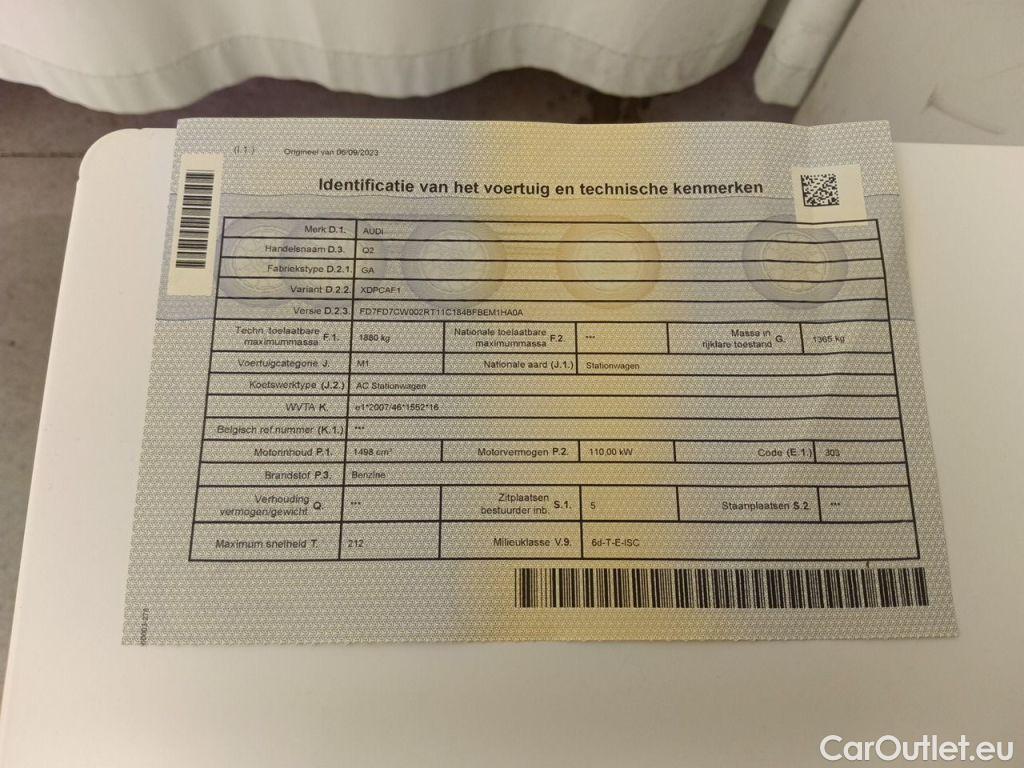 (I.1.) Origineel van 06/09/2023
Identificatie van het voertuig en technische kenmerken
Merk D.1. AUDI
Handelsnaam D.3. Q2
Fabriekstype D.2.1. GA
Variant D.2.2. XDPCAF1
Versie D.2.3. FD7FD7CW002RT11C184BFBEM1HA0A
Techn. toelaatbare maximummassa F.1. 1880 kg Nationale toelaatbare maximummassa F.2. *** Massa in rijklare toestand G. 1365 kg
Voertuigcategorie J. M1 Nationale aard (J.1.) Stationwagen
Koetswerktype (J.2.) AC Stationwagen
WVTA K. e1*2007/46*1552*16
Belgisch ref.nummer (K.1.) ***
Motorinhoud P.1. 1498 cm³ Motorvermogen P.2. 110,00 kW Code (E.1.) 303
Brandstof P.3. Benzine
Verhouding vermogen/gewicht Q. *** Zitplaatsen bestuurder inb. S.1. 5 Staanplaatsen S.2. ***
Maximum snelheid T. 212 Milieuklasse V.9. 6d-T-E-ISC
CarOutlet.eu